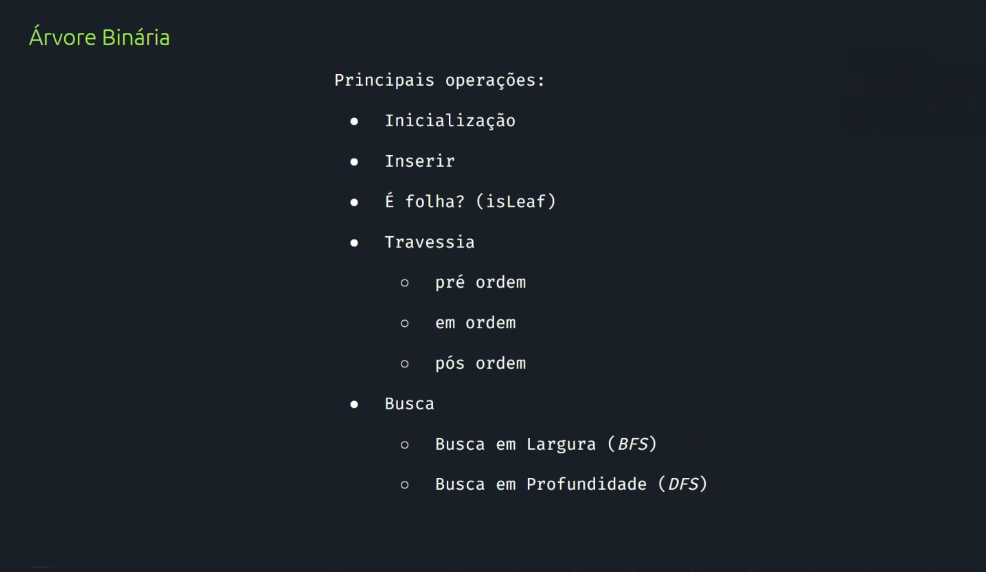 Árvore Binária
Principais operações:
● Inicialização
● Inserir
● É folha? (isLeaf)
● Travessia
○ pré ordem
○ em ordem
○ pós ordem
● Busca
○ Busca em Largura (BFS)
○ Busca em Profundidade (DFS)